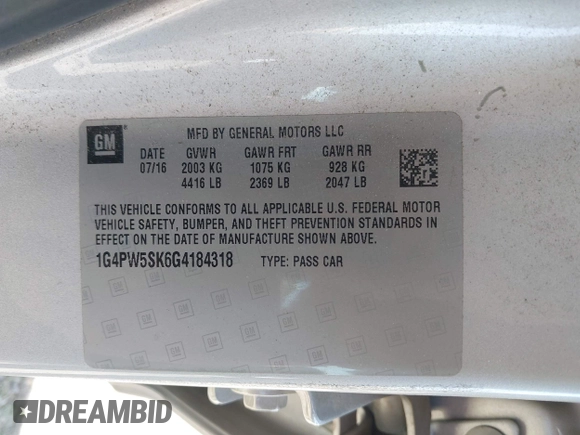 GM
MFD BY GENERAL MOTORS LLC
DATE GVWR GAWR FRT GAWR RR
07/16 2003 KG 1075 KG 928 KG
4416 LB 2369 LB 2047 LB
THIS VEHICLE CONFORMS TO ALL APPLICABLE U.S. FEDERAL MOTOR
VEHICLE SAFETY, BUMPER, AND THEFT PREVENTION STANDARDS IN
EFFECT ON THE DATE OF MANUFACTURE SHOWN ABOVE.
1G4PW5SK6G4184318 TYPE: PASS CAR
DREAMBID